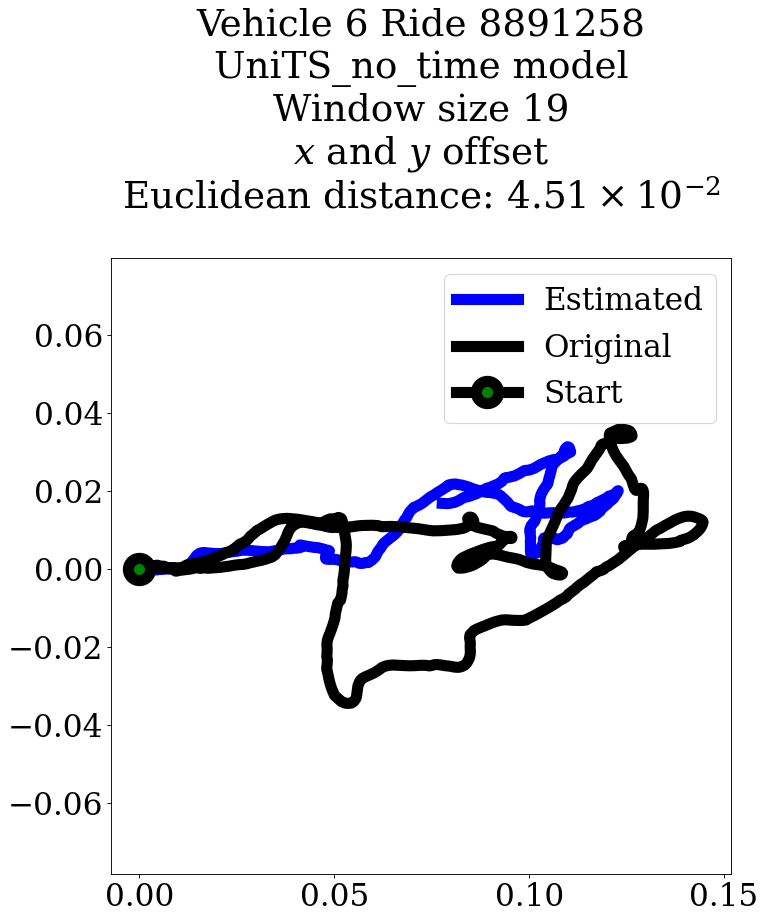 Vehicle 6 Ride 8891258
UniTS_no_time model
Window size 19
x and y offset
Euclidean distance: 4.51 × 10⁻²
Estimated
Original
Start
0.06
0.04
0.02
0.00
−0.02
−0.04
−0.06
0.00 0.05 0.10 0.15